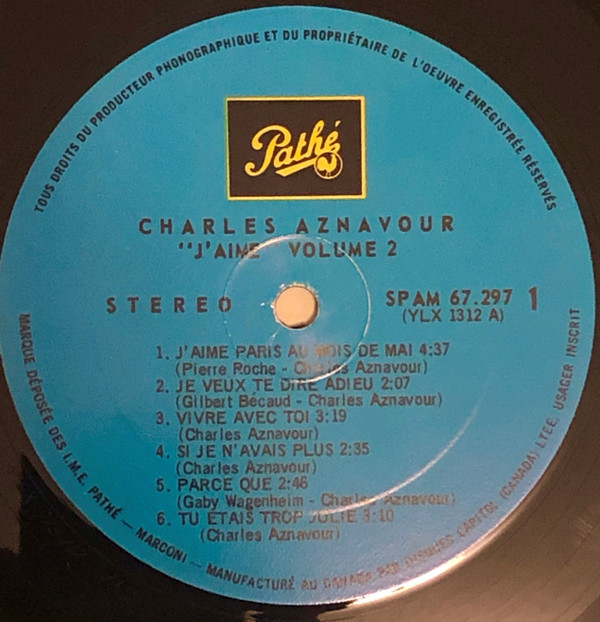 TOUS DROITS DU PRODUCTEUR PHONOGRAPHIQUE ET DU PROPRIÉTAIRE DE L'OEUVRE ENREGISTRÉE RÉSERVÉS
Pathé
CHARLES AZNAVOUR
"J'AIME VOLUME 2
STEREO
SPAM 67.297 1
(YLX 1312 A)
1. J'AIME PARIS AU MOIS DE MAI 4:37
(Pierre Roche - Charles Aznavour)
2. JE VEUX TE DIRE ADIEU 2:07
(Gilbert Bécaud - Charles Aznavour)
3. VIVRE AVEC TOI 3:19
(Charles Aznavour)
4. SI JE N'AVAIS PLUS 2:35
(Charles Aznavour)
5. PARCE QUE 2:46
(Gaby Wagenheim - Charles Aznavour)
6. TU ETAIS TROP JOLIE 3:10
(Charles Aznavour)
MARQUE DÉPOSÉE DES I.M.E. PATHÉ — MARCONI — MANUFACTURÉ AU CANADA PAR DISQUES CAPITOL (CANADA) LTEE. USAGER INSCRIT